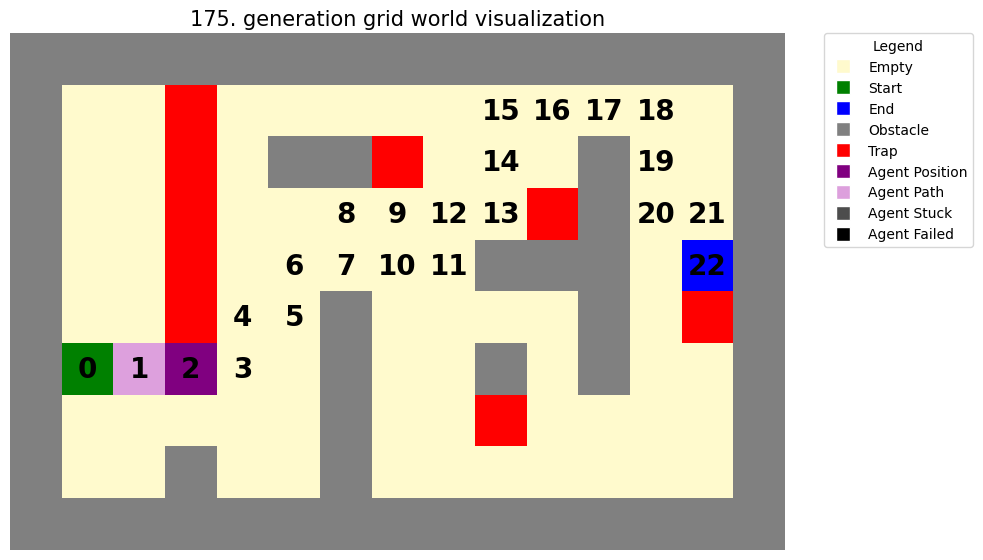 175. generation grid world visualization
15 16 17 18
14 19
8 9 12 13 20 21
6 7 10 11 22
4 5
0 1 2 3
Legend
Empty
Start
End
Obstacle
Trap
Agent Position
Agent Path
Agent Stuck
Agent Failed